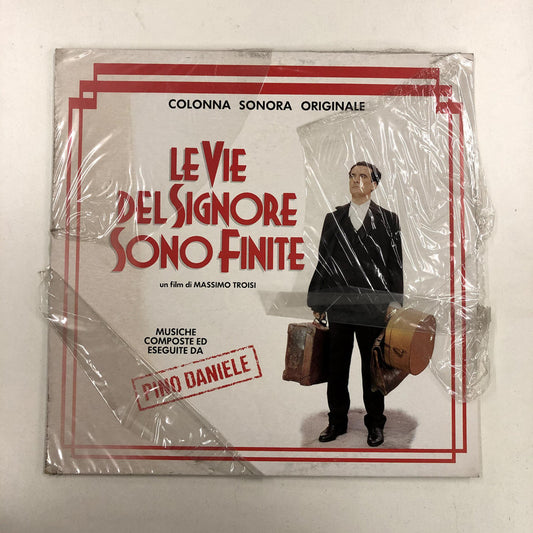 COLONNA SONORA ORIGINALE
LE VIE
DEL SIGNORE
SONO FINITE
un film di MASSIMO TROISI
MUSICHE
COMPOSTE ED
ESEGUITE DA
PINO DANIELE